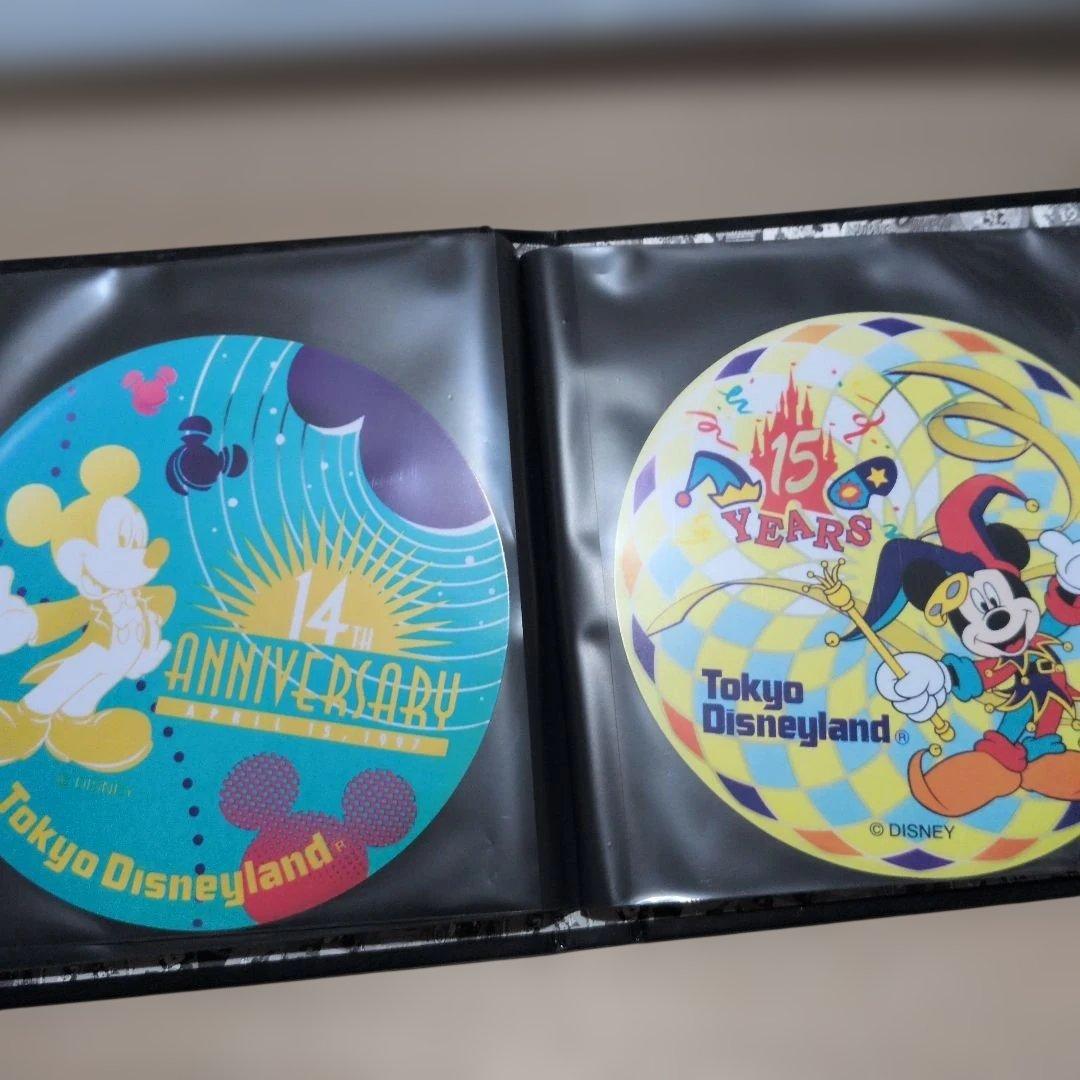 14TH
ANNIVERSARY
APRIL 15, 1997
© DISNEY
Tokyo Disneyland®
15
YEARS
Tokyo
Disneyland®
© DISNEY